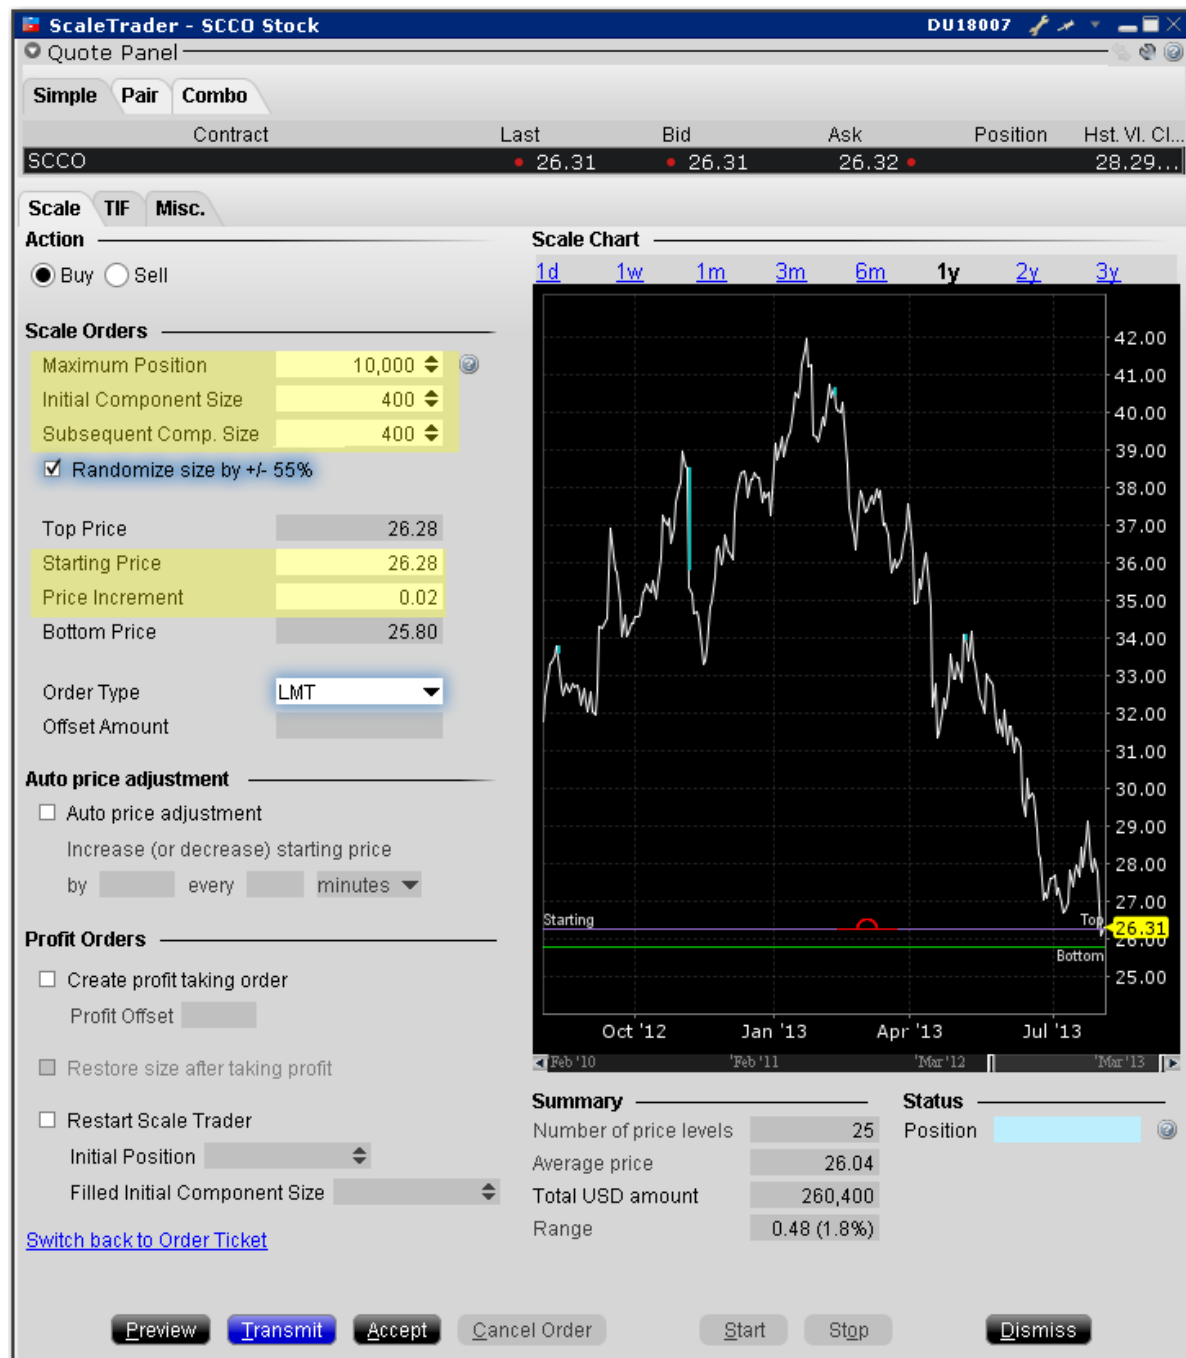 ScaleTrader - SCCO Stock DU18007
Quote Panel
Simple Pair Combo
Contract Last Bid Ask Position Hst. Vl. Cl...
SCCO 26.31 26.31 26.32 28.29...
Scale TIF Misc.
Action
Buy Sell
Scale Orders
Maximum Position 10,000
Initial Component Size 400
Subsequent Comp. Size 400
Randomize size by +/- 55%
Top Price 26.28
Starting Price 26.28
Price Increment 0.02
Bottom Price 25.80
Order Type LMT
Offset Amount
Auto price adjustment
Auto price adjustment
Increase (or decrease) starting price
by every minutes
Profit Orders
Create profit taking order
Profit Offset
Restore size after taking profit
Restart Scale Trader
Initial Position
Filled Initial Component Size
Switch back to Order Ticket
Scale Chart
1d 1w 1m 3m 6m 1y 2y 3y
42.00
41.00
40.00
39.00
38.00
37.00
36.00
35.00
34.00
33.00
32.00
31.00
30.00
29.00
28.00
27.00
Starting Top 26.31
26.00
Bottom
25.00
Oct '12 Jan '13 Apr '13 Jul '13
Feb '10 'Feb '11 'Mar '12 'Mar '13
Summary
Number of price levels 25
Average price 26.04
Total USD amount 260,400
Range 0.48 (1.8%)
Status
Position
Preview Transmit Accept Cancel Order Start Stop Dismiss